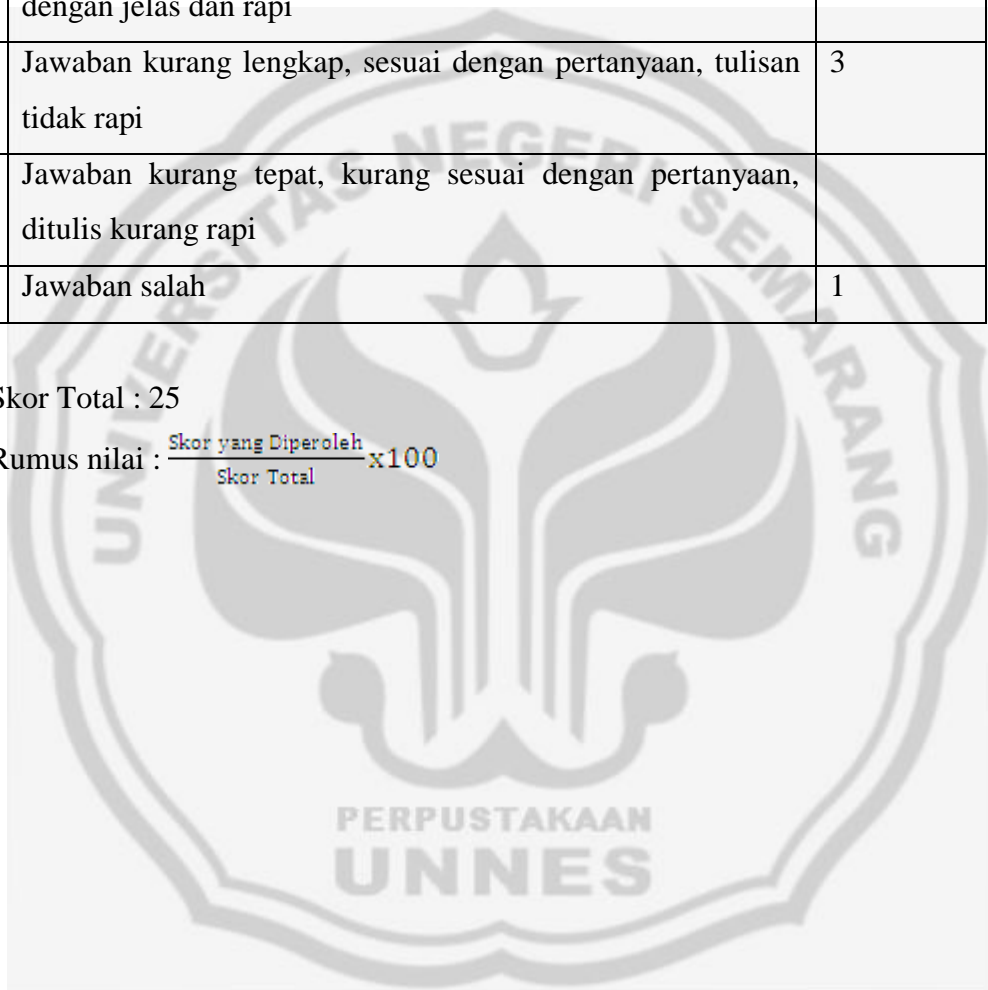 dengan jelas dan rapi
Jawaban kurang lengkap, sesuai dengan pertanyaan, tulisan 3
tidak rapi
Jawaban kurang tepat, kurang sesuai dengan pertanyaan,
ditulis kurang rapi
Jawaban salah 1
Skor Total : 25
Rumus nilai : Skor yang Diperoleh
Skor Total
x100
UNIVERSITAS NEGERI SEMARANG
PERPUSTAKAAN
UNNES